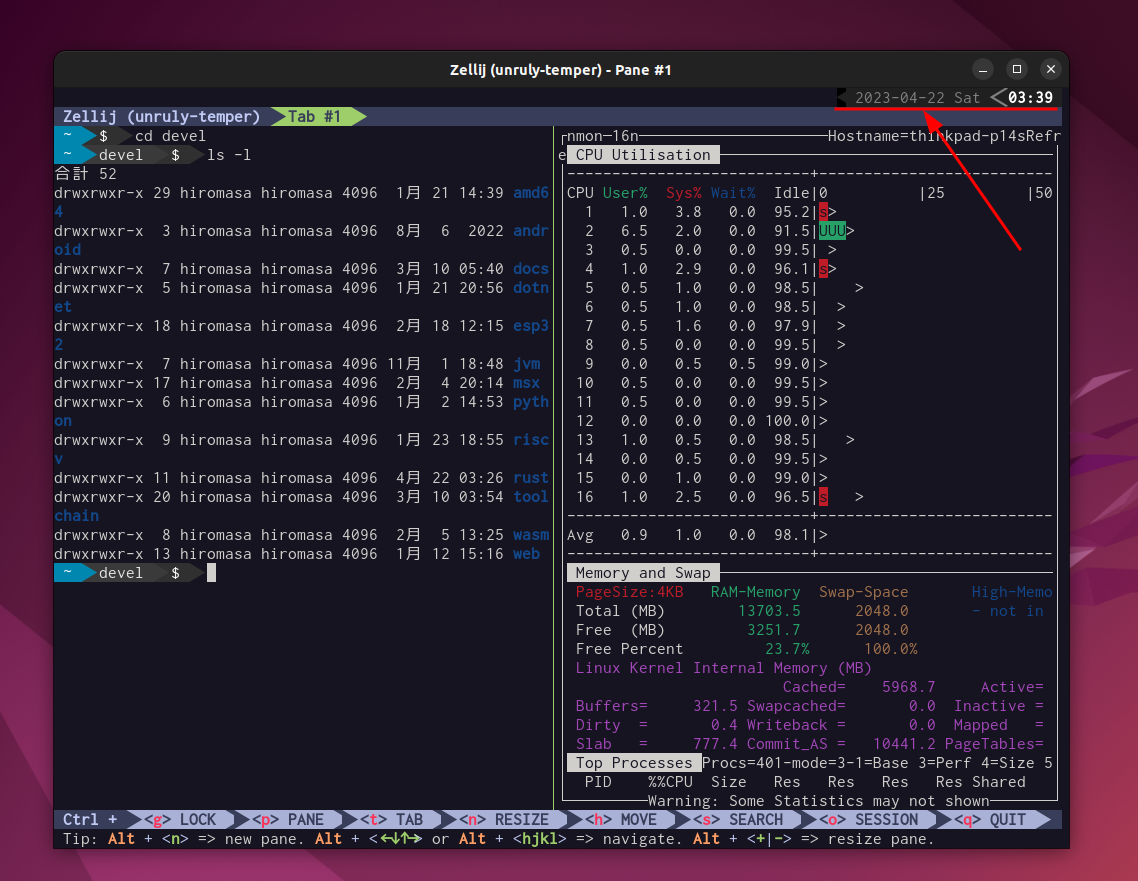 Zellij (unruly-temper) - Pane #1
2023-04-22 Sat 03:39
Zellij (unruly-temper) Tab #1
~ $ cd devel
~ devel $ ls -l
合計 52
drwxrwxr-x 29 hiromasa hiromasa 4096  1月 21 14:39 amd6
4
drwxrwxr-x  3 hiromasa hiromasa 4096  8月  6  2022 andr
oid
drwxrwxr-x  7 hiromasa hiromasa 4096  3月 10 05:40 docs
drwxrwxr-x  5 hiromasa hiromasa 4096  1月 21 20:56 dotn
et
drwxrwxr-x 18 hiromasa hiromasa 4096  2月 18 12:15 esp3
2
drwxrwxr-x  7 hiromasa hiromasa 4096 11月  1 18:48 jvm
drwxrwxr-x 17 hiromasa hiromasa 4096  2月  4 20:14 msx
drwxrwxr-x  6 hiromasa hiromasa 4096  1月  2 14:53 pyth
on
drwxrwxr-x  9 hiromasa hiromasa 4096  1月 23 18:55 risc
v
drwxrwxr-x 11 hiromasa hiromasa 4096  4月 22 03:26 rust
drwxrwxr-x 20 hiromasa hiromasa 4096  3月 10 03:54 tool
chain
drwxrwxr-x  8 hiromasa hiromasa 4096  2月  5 13:25 wasm
drwxrwxr-x 13 hiromasa hiromasa 4096  1月 12 15:16 web
~ devel $
nmon-16n Hostname=thinkpad-p14sRefr
e CPU Utilisation
CPU User% Sys% Wait% Idle|0 |25 |50
1 1.0 3.8 0.0 95.2|s>
2 6.5 2.0 0.0 91.5|UUU>
3 0.5 0.0 0.0 99.5| >
4 1.0 2.9 0.0 96.1|s>
5 0.5 1.0 0.0 98.5| >
6 0.5 1.0 0.0 98.5| >
7 0.5 1.6 0.0 97.9| >
8 0.5 0.5 0.0 99.5| >
9 0.0 0.5 0.5 99.0|>
10 0.5 0.0 0.0 99.5|>
11 0.5 0.0 0.0 99.5|>
12 0.0 0.0 0.0 100.0|>
13 1.0 0.5 0.0 98.5| >
14 0.0 0.5 0.0 99.5|>
15 0.0 1.0 0.0 99.0|>
16 1.0 2.5 0.0 96.5|s >
Avg 0.9 1.0 0.0 98.1|>
Memory and Swap
PageSize:4KB RAM-Memory Swap-Space High-Memo
Total (MB) 13703.5 2048.0 - not in
Free (MB) 3251.7 2048.0
Free Percent 23.7% 100.0%
Linux Kernel Internal Memory (MB)
Cached= 5968.7 Active=
Buffers= 321.5 Swapcached= 0.0 Inactive =
Dirty = 0.4 Writeback = 0.0 Mapped =
Slab = 777.4 Commit_AS = 10441.2 PageTables=
Top Processes Procs=401-mode=3-1=Base 3=Perf 4=Size 5
PID %%CPU Size Res Res Res Res Shared
Warning: Some Statistics may not shown
Ctrl + <g> LOCK <p> PANE <t> TAB <n> RESIZE <h> MOVE <s> SEARCH <o> SESSION <q> QUIT
Tip: Alt + <n> => new pane. Alt + <←↓↑→> or Alt + <hjkl> => navigate. Alt + <+|-> => resize pane.